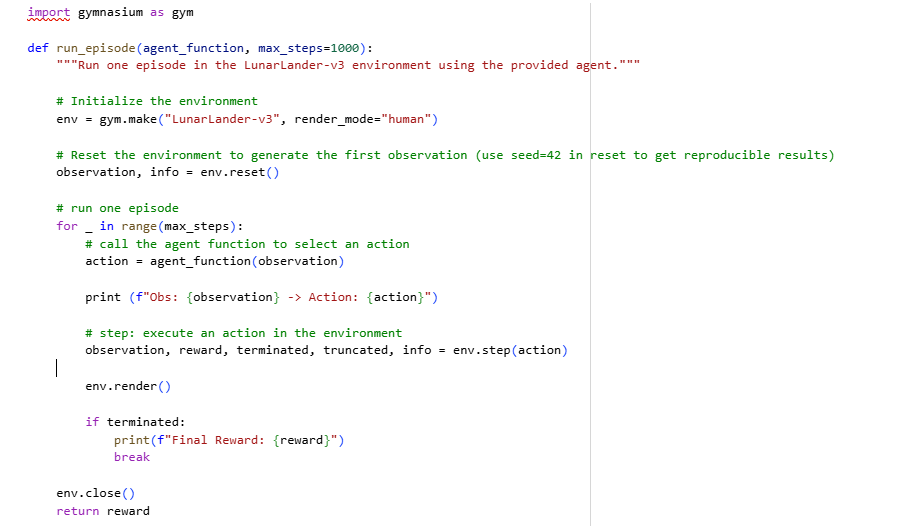 import gymnasium as gym
def run_episode(agent_function, max_steps=1000):
"""Run one episode in the LunarLander-v3 environment using the provided agent."""
# Initialize the environment
env = gym.make("LunarLander-v3", render_mode="human")
# Reset the environment to generate the first observation (use seed=42 in reset to get reproducible results)
observation, info = env.reset()
# run one episode
for _ in range(max_steps):
# call the agent function to select an action
action = agent_function(observation)
print (f"Obs: {observation} -> Action: {action}")
# step: execute an action in the environment
observation, reward, terminated, truncated, info = env.step(action)
env.render()
if terminated:
print(f"Final Reward: {reward}")
break
env.close()
return reward